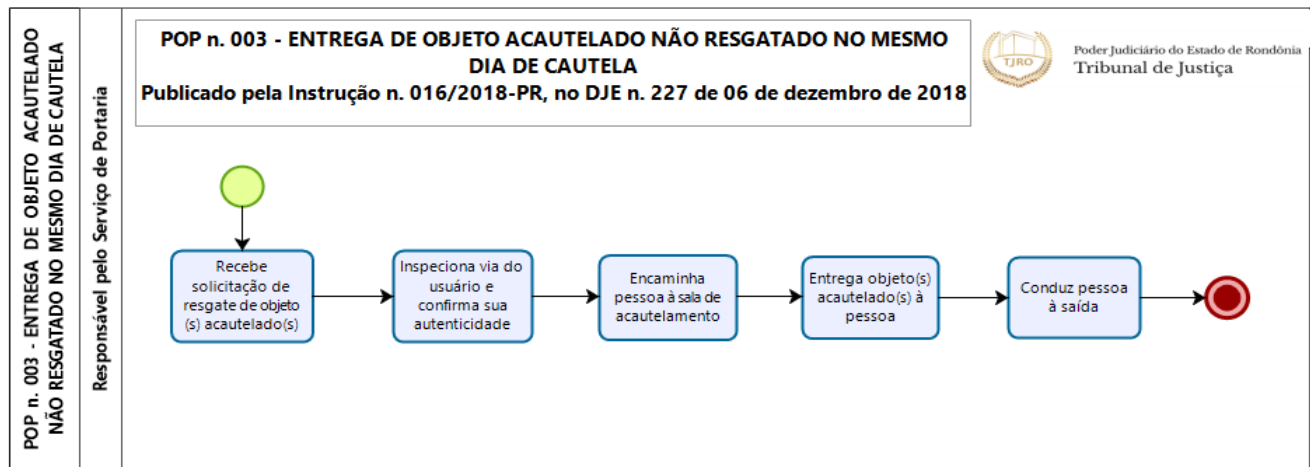 POP n. 003 - ENTREGA DE OBJETO ACAUTELADO
NÃO RESGATADO NO MESMO DIA DE CAUTELA
Responsável pelo Serviço de Portaria
POP n. 003 - ENTREGA DE OBJETO ACAUTELADO NÃO RESGATADO NO MESMO
DIA DE CAUTELA
Publicado pela Instrução n. 016/2018-PR, no DJE n. 227 de 06 de dezembro de 2018
TJRO
Poder Judiciário do Estado de Rondônia
Tribunal de Justiça
Recebe
solicitação de
resgate de objeto
(s) acautelado(s)
Inspeciona via do
usuário e
confirma sua
autenticidade
Encaminha
pessoa à sala de
acautelamento
Entrega objeto(s)
acautelado(s) à
pessoa
Conduz pessoa
à saída